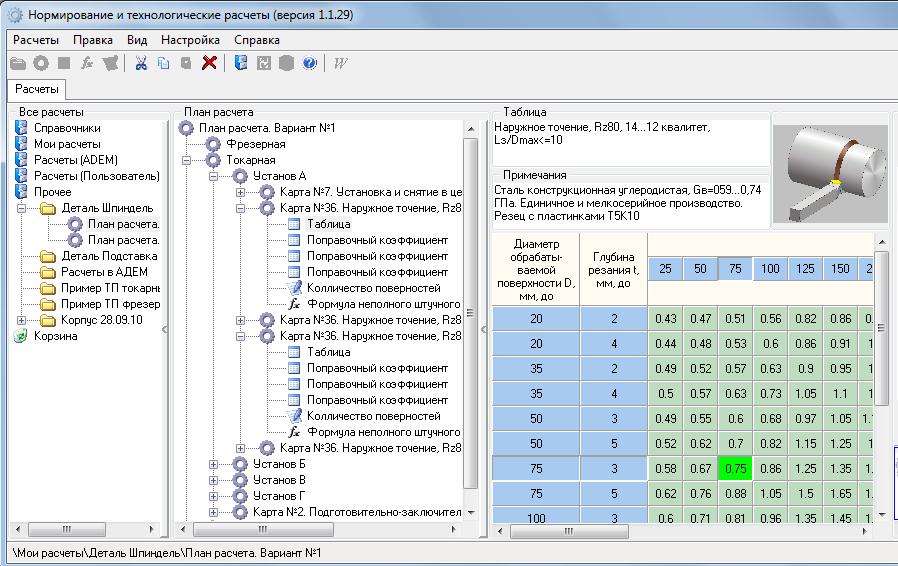 Нормирование и технологические расчеты (версия 1.1.29)
Расчеты Правка Вид Настройка Справка
Расчеты
Все расчеты
Справочники
Мои расчеты
Расчеты (ADEM)
Расчеты (Пользователь)
Прочее
Деталь Шпиндель
План расчета.
План расчета.
Деталь Подставка
Расчеты в АДЕМ
Пример ТП токарнь
Пример ТП фрезер
Корпус 28.09.10
Корзина
План расчета
План расчета. Вариант №1
Фрезерная
Токарная
Установ А
Карта №7. Установка и снятие в це
Карта №36. Наружное точение, Rz8
Таблица
Поправочный коэффициент
Поправочный коэффициент
Поправочный коэффициент
Колличество поверхностей
Формула неполного штучного
Карта №36. Наружное точение, Rz8
Карта №36. Наружное точение, Rz8
Таблица
Поправочный коэффициент
Поправочный коэффициент
Поправочный коэффициент
Колличество поверностей
Формула неполного штучного
Карта №36. Наружное точение, Rz8
Установ Б
Установ В
Установ Г
Карта №2. Подготовительно-заключител
Таблица
Наружное точение, Rz80, 14...12 квалитет,
Lз/Dmax<=10
Примечания
Сталь конструкционная углеродистая, Gв=059...0,74
ГПа. Единичное и мелкосерийное производство.
Резец с пластинками Т5К10
Диаметр
обрабаты-
ваемой
поверхности D,
мм, до
Глубина
резания t,
мм, до
25 50 75 100 125 150 2
20 2 0.43 0.47 0.51 0.56 0.82 0.86 0.
20 4 0.44 0.48 0.53 0.6 0.86 0.91 1
35 2 0.49 0.52 0.57 0.63 0.9 0.95 1
35 4 0.5 0.57 0.63 0.73 1.05 1.1 1
50 3 0.49 0.55 0.6 0.68 0.97 1.05 1.
50 5 0.52 0.62 0.7 0.82 1.15 1.25 1
75 3 0.58 0.67 0.75 0.86 1.25 1.35 1.
75 5 0.62 0.76 0.88 1.05 1.5 1.65 1.
100 3 0.6 0.71 0.81 0.96 1.35 1.45 1.
\Мои расчеты\Деталь Шпиндель\План расчета. Вариант №1